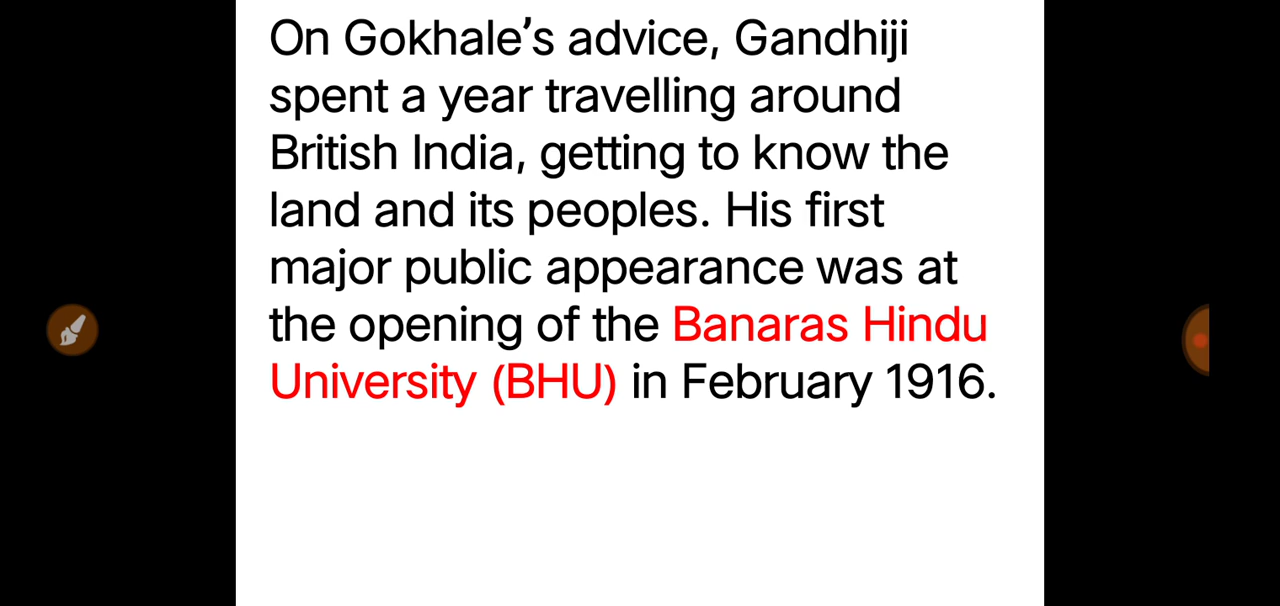 On Gokhale’s advice, Gandhiji
spent a year travelling around
British India, getting to know the
land and its peoples. His first
major public appearance was at
the opening of the Banaras Hindu
University (BHU) in February 1916.